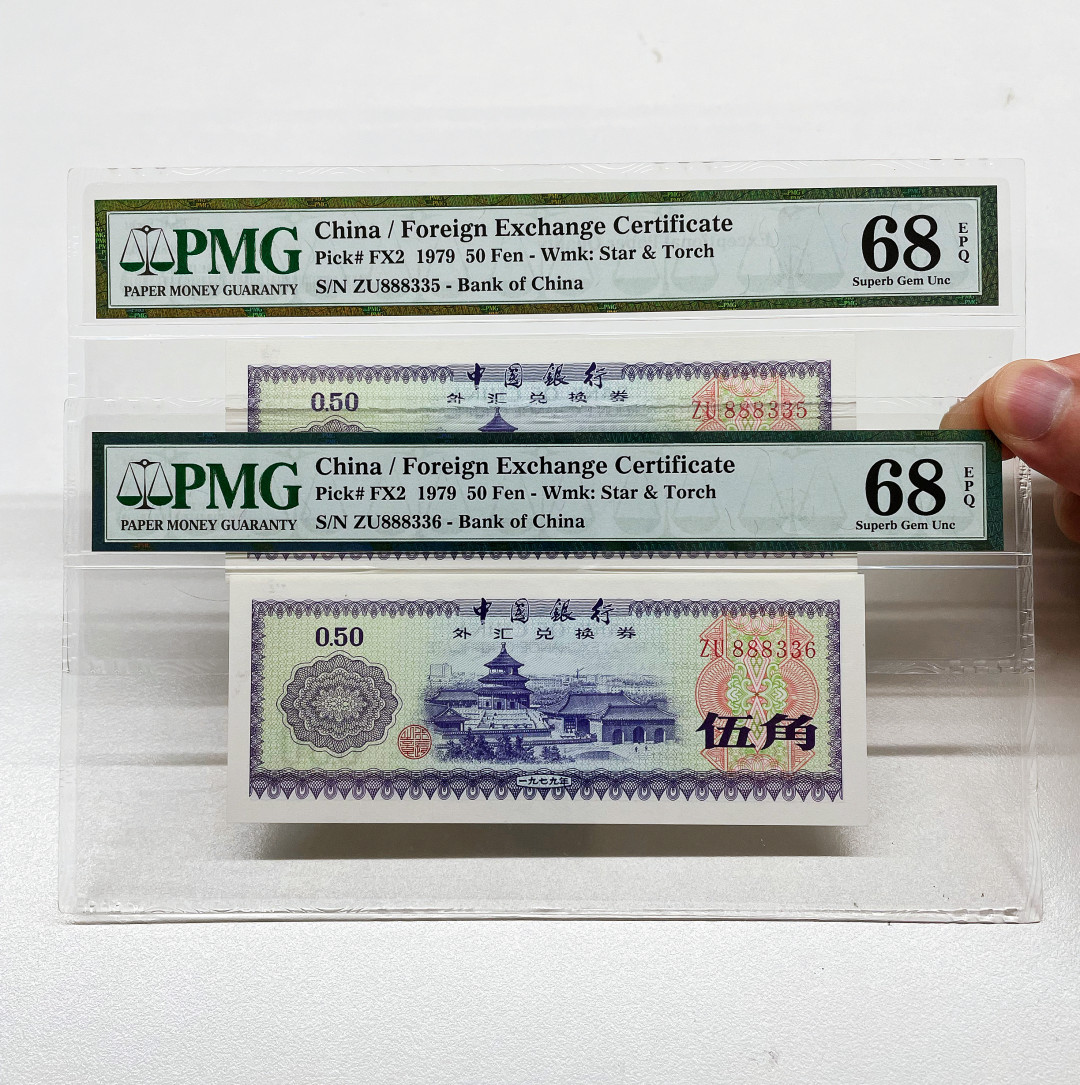 PMG
PAPER MONEY GUARANTY
China / Foreign Exchange Certificate
Pick# FX2 1979 50 Fen - Wmk: Star & Torch
S/N ZU888335 - Bank of China
68
EPQ
Superb Gem Unc
中国銀行
外汇兑换券
0.50
ZU 888335
PMG
PAPER MONEY GUARANTY
China / Foreign Exchange Certificate
Pick# FX2 1979 50 Fen - Wmk: Star & Torch
S/N ZU888336 - Bank of China
68
EPQ
Superb Gem Unc
中国銀行
外汇兑换券
0.50
ZU 888336
伍角
一九七九年